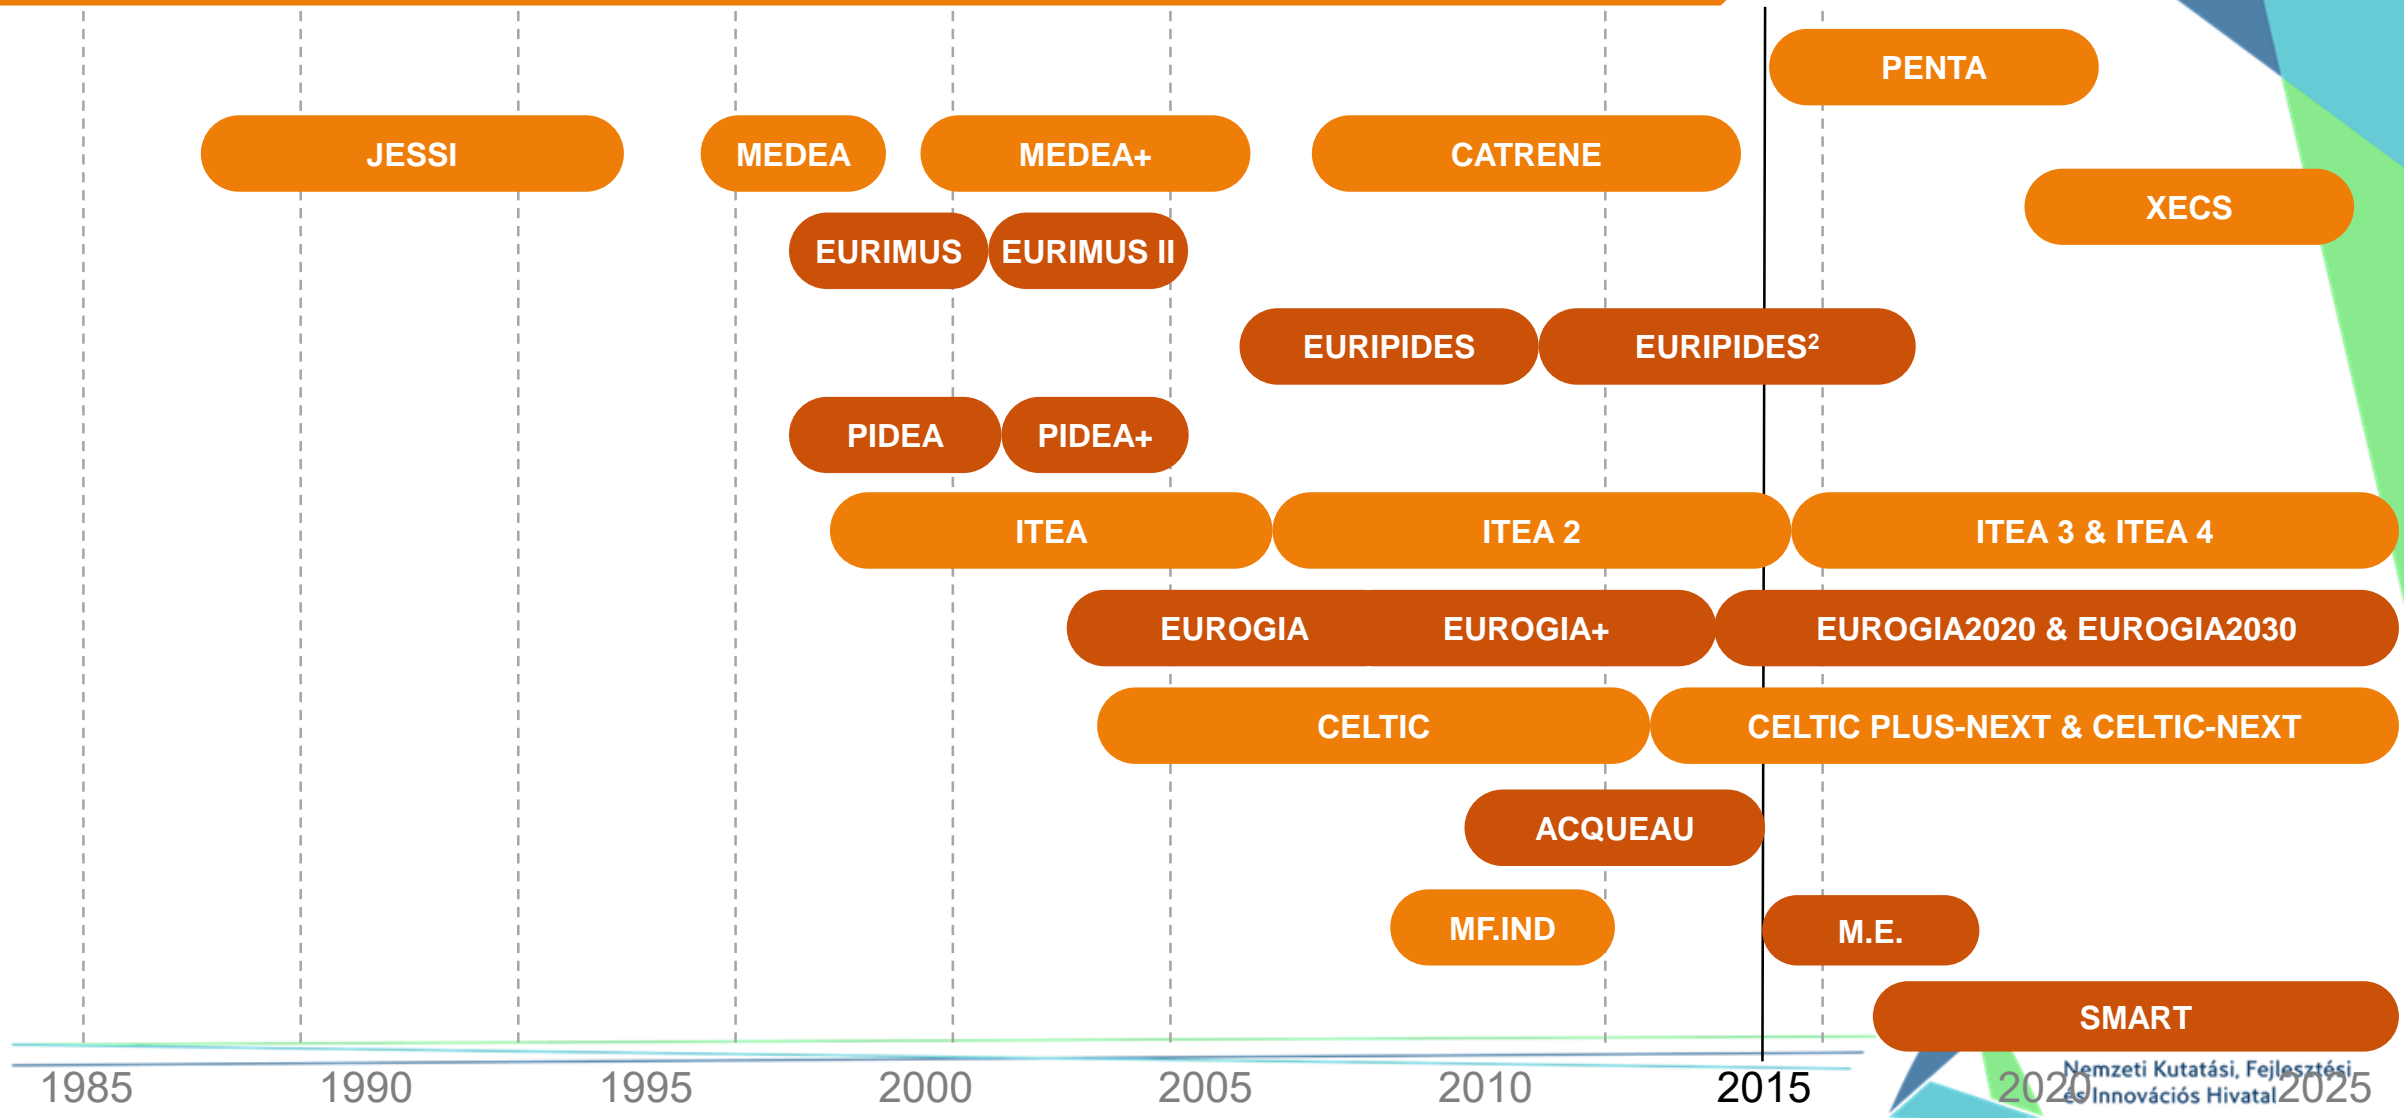 PENTA
JESSI
MEDEA
MEDEA+
CATRENE
XECS
EURIMUS
EURIMUS II
EURIPIDES
EURIPIDES²
PIDEA
PIDEA+
ITEA
ITEA 2
ITEA 3 & ITEA 4
EUROGIA
EUROGIA+
EUROGIA2020 & EUROGIA2030
CELTIC
CELTIC PLUS-NEXT & CELTIC-NEXT
ACQUEAU
MF.IND
M.E.
SMART
1985
1990
1995
2000
2005
2010
2015
2020
2025
Nemzeti Kutatási, Fejlesztési
és Innovációs Hivatal